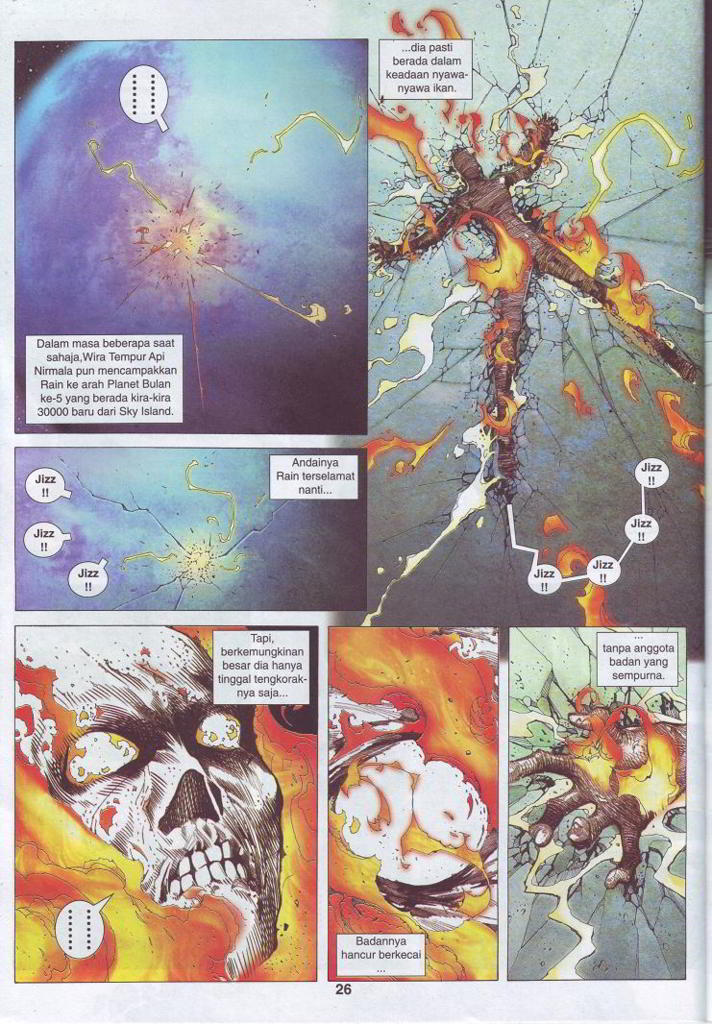 Dalam masa beberapa saat
sahaja,Wira Tempur Api
Nirmala pun mencampakkan
Rain ke arah Planet Bulan
ke-5 yang berada kira-kira
30000 baru dari Sky Island.
Jizz
!!
Jizz
!!
Jizz
!!
Andainya
Rain terselamat
nanti...
...dia pasti
berada dalam
keadaan nyawa-
nyawa ikan.
Jizz
!!
Jizz
!!
Jizz
!!
Jizz
!!
Tapi,
berkemungkinan
besar dia hanya
tinggal tengkorak-
nya saja...
Badannya
hancur berkecai
...
...
tanpa anggota
badan yang
sempurna.
26